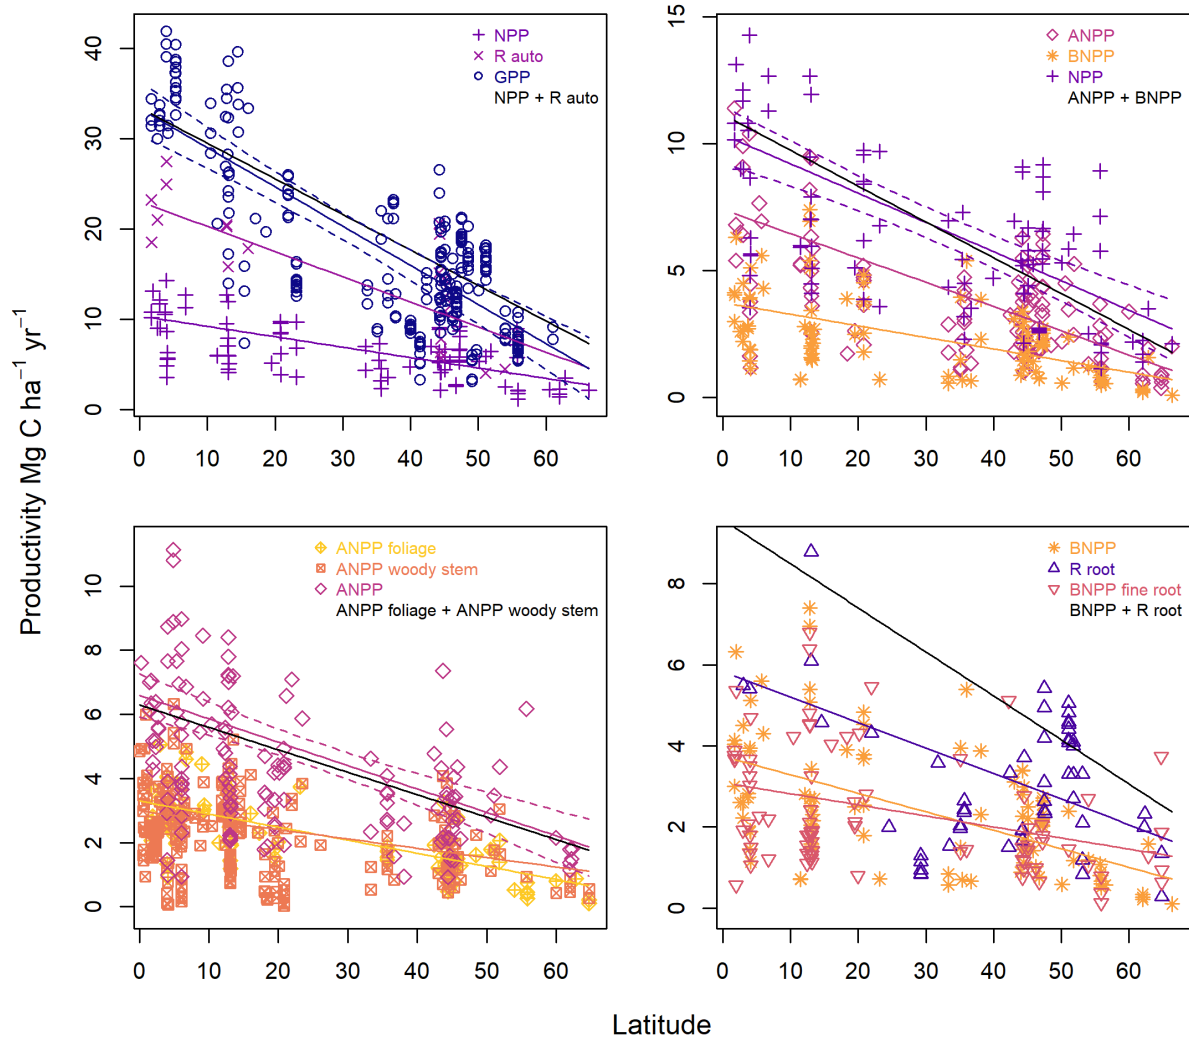 Productivity Mg C ha⁻¹ yr⁻¹
NPP
R auto
GPP
NPP + R auto
0 10 20 30 40
0 10 20 30 40 50 60
ANPP
BNPP
NPP
ANPP + BNPP
0 5 10 15
0 10 20 30 40 50 60
ANPP foliage
ANPP woody stem
ANPP
ANPP foliage + ANPP woody stem
0 2 4 6 8 10
0 10 20 30 40 50 60
BNPP
R root
BNPP fine root
BNPP + R root
0 2 4 6 8
0 10 20 30 40 50 60
Latitude